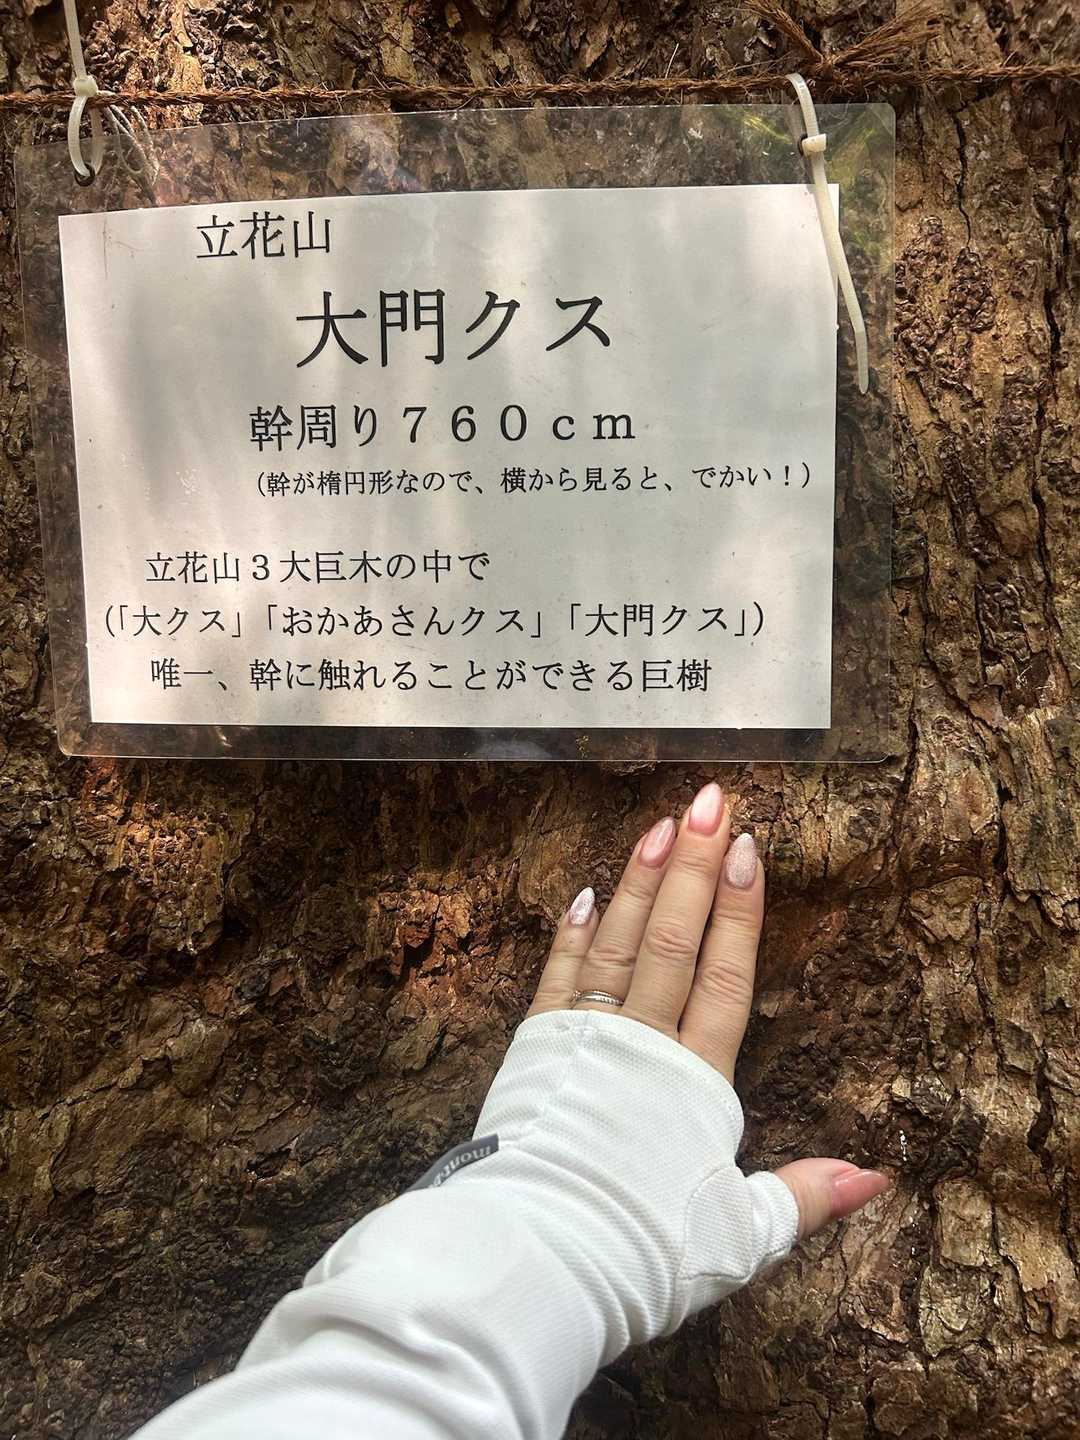 立花山
大門クス
幹周り７６０ｃｍ
（幹が楕円形なので、横から見ると、でかい！）
立花山３大巨木の中で
（「大クス」「おかあさんクス」「大門クス」）
唯一、幹に触れることができる巨樹